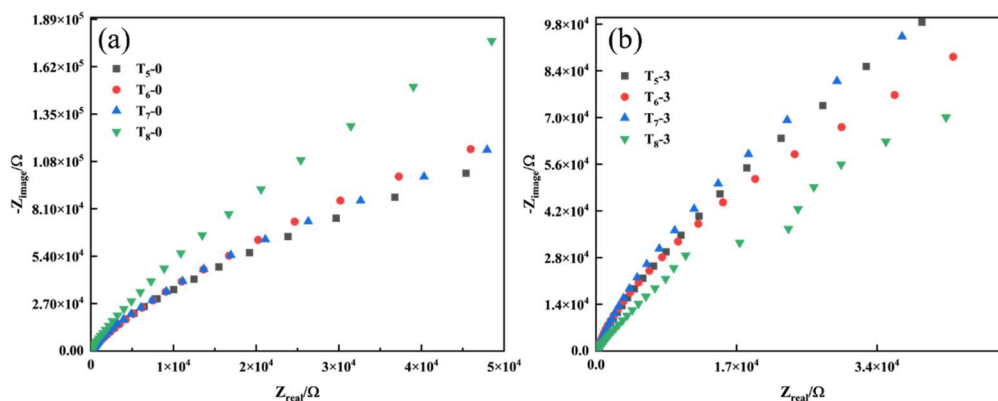 (a)
T₅-0
T₆-0
T₇-0
T₈-0
1.89×10⁵
1.62×10⁵
1.35×10⁵
1.08×10⁵
8.10×10⁴
5.40×10⁴
2.70×10⁴
0.00
-Z_image/Ω
0 1×10⁴ 2×10⁴ 3×10⁴ 4×10⁴ 5×10⁴
Z_real/Ω
(b)
T₅-3
T₆-3
T₇-3
T₈-3
9.8×10⁴
8.4×10⁴
7.0×10⁴
5.6×10⁴
4.2×10⁴
2.8×10⁴
1.4×10⁴
0.0
-Z_image/Ω
0.0 1.7×10⁴ 3.4×10⁴
Z_real/Ω